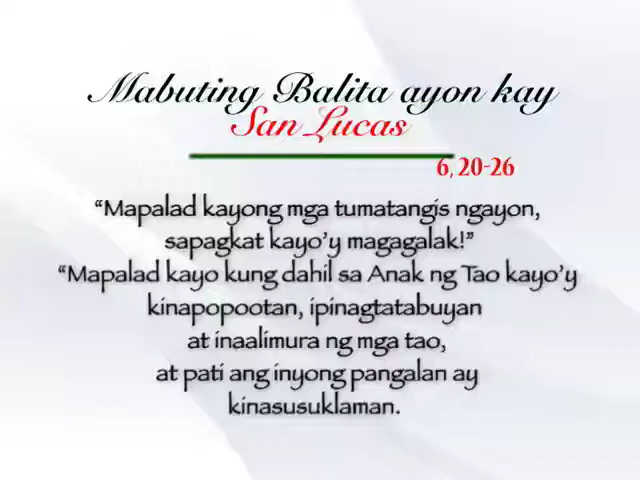 Mabuting Balita ayon kay
San Lucas
6, 20-26
“Mapalad kayong mga tumatangis ngayon,
sapagkat kayo’y magagalak!”
“Mapalad kayo kung dahil sa Anak ng Tao kayo’y
kinapopootan, ipinagtatabuyan
at inaalimura ng mga tao,
at pati ang inyong pangalan ay
kinasusuklaman.